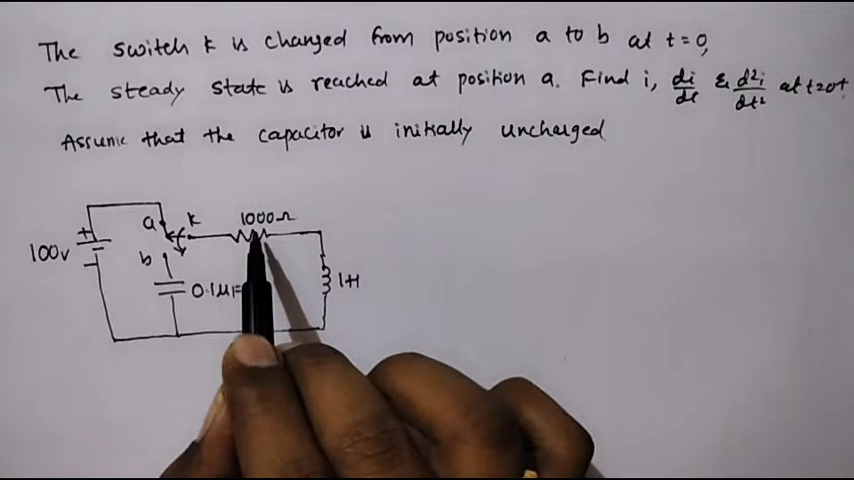 The switch k is changed from position a to b at t=0,
The steady state is reached at position a. Find i, di/dt & d²i/dt² at t=0+
Assume that the capacitor is initially uncharged
a k 1000Ω
100v + b 0.1μF 1H